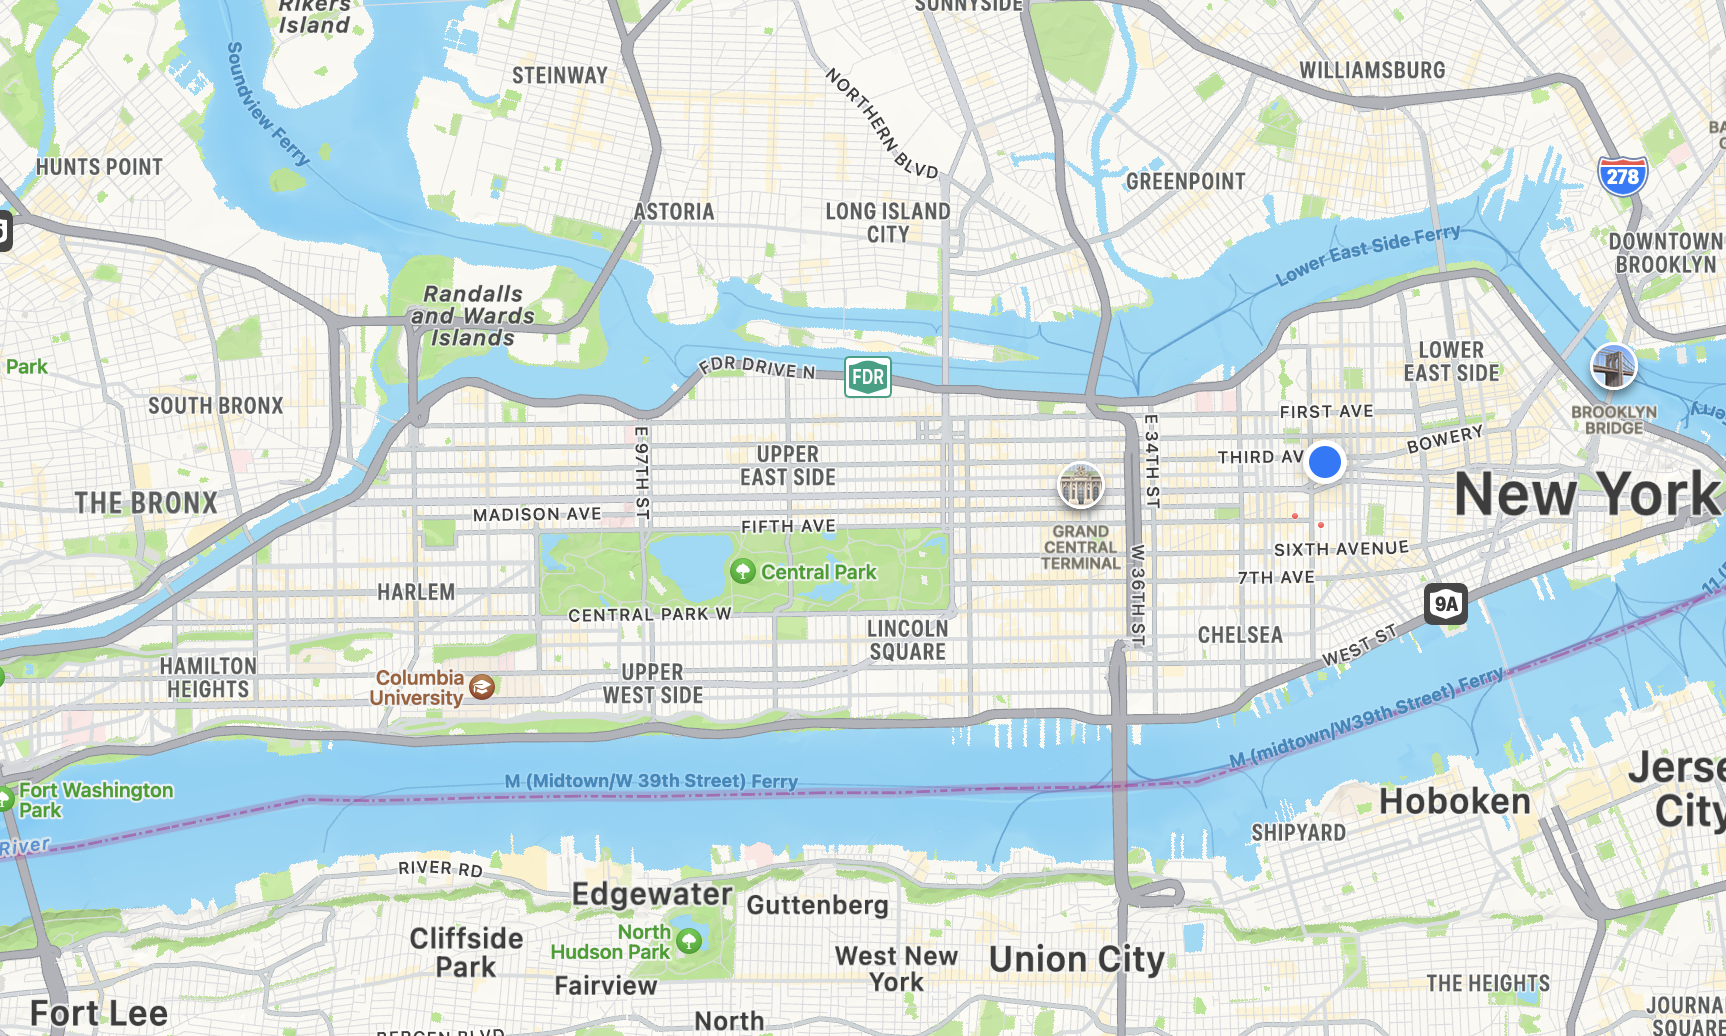 Rikers
Island
SUNNYSIDE
STEINWAY
WILLIAMSBURG
Soundview Ferry
NORTHERN BLVD
HUNTS POINT
GREENPOINT
278
ASTORIA
LONG ISLAND
CITY
Lower East Side Ferry
DOWNTOWN
BROOKLYN
Randalls
and Wards
Islands
Park
FDR DRIVE N
FDR
LOWER
EAST SIDE
SOUTH BRONX
FIRST AVE
BROOKLYN
BRIDGE
BOWERY
E 97TH ST
E 34TH ST
UPPER
EAST SIDE
THIRD AV
THE BRONX
New York
MADISON AVE
FIFTH AVE
GRAND
CENTRAL
TERMINAL
SIXTH AVENUE
Central Park
7TH AVE
W 36TH ST
HARLEM
9A
CENTRAL PARK W
LINCOLN
SQUARE
CHELSEA
WEST ST
HAMILTON
HEIGHTS
Columbia
University
UPPER
WEST SIDE
M (midtown/W39th Street) Ferry
M (Midtown/W 39th Street) Ferry
Fort Washington
Park
Jerse
City
Hoboken
SHIPYARD
River
RIVER RD
Edgewater
Guttenberg
Cliffside
Park
North
Hudson Park
West New
York
Union City
Fairview
THE HEIGHTS
Fort Lee
North
JOURNA
SQUARE
BERGEN BLVD